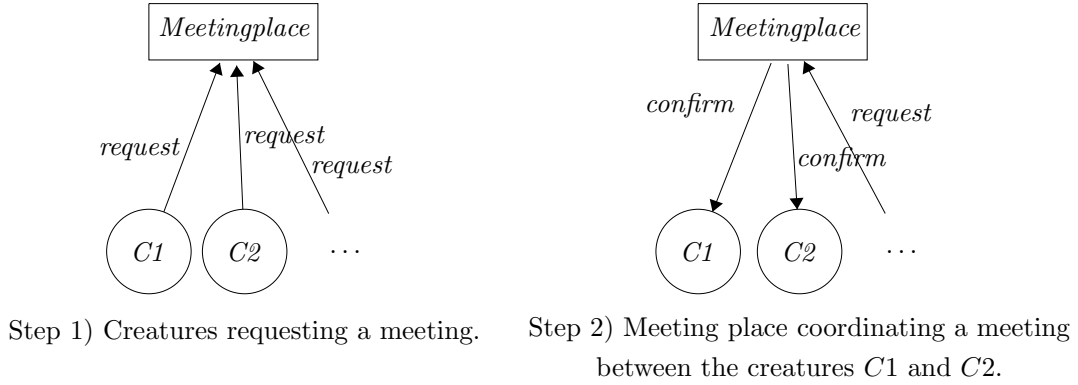 Meetingplace
request
request
request
C1
C2
...
Step 1) Creatures requesting a meeting.
Meetingplace
confirm
request
confirm
C1
C2
...
Step 2) Meeting place coordinating a meeting
between the creatures C1 and C2.